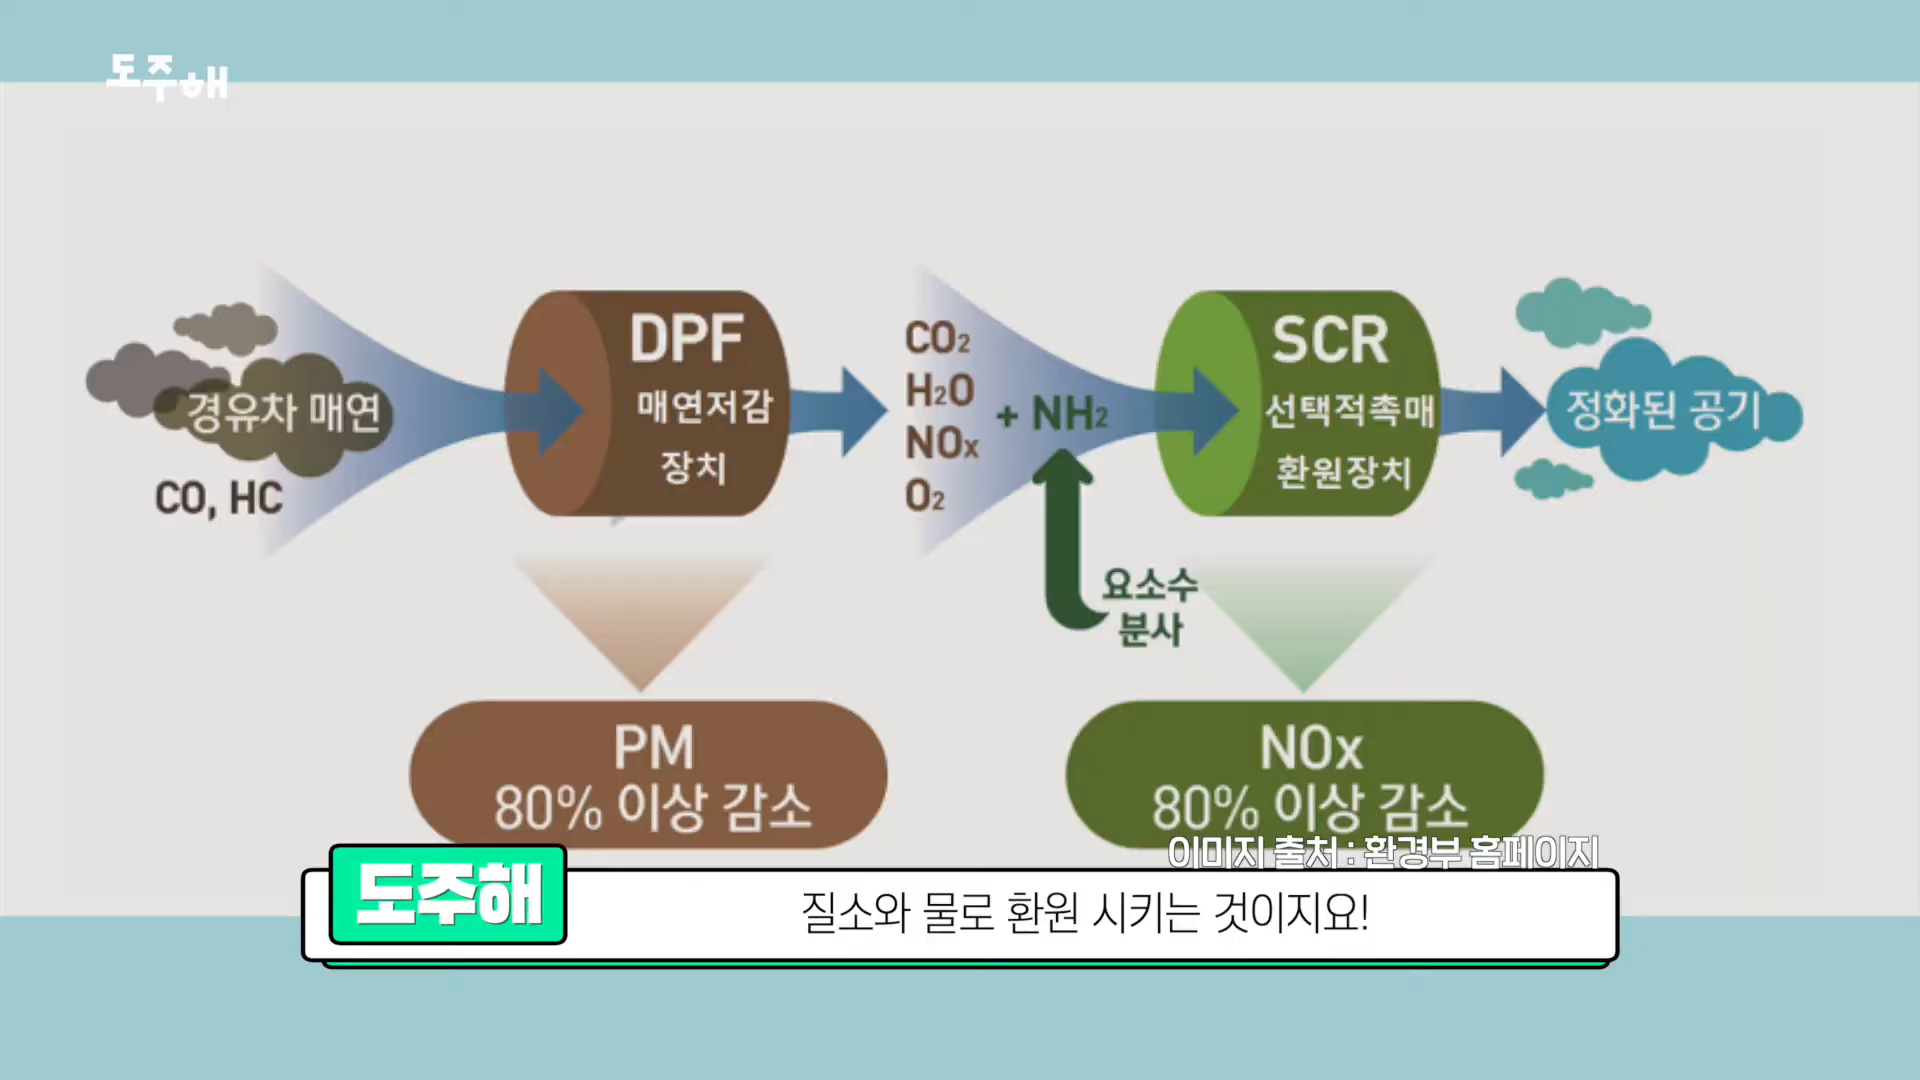 도주해
경유차 매연
CO, HC
DPF
매연저감
장치
CO₂
H₂O
NOx
O₂
+ NH₂
요소수
분사
SCR
선택적촉매
환원장치
정화된 공기
PM
80% 이상 감소
NOx
80% 이상 감소
이미지 출처 : 환경부 홈페이지
도주해
질소와 물로 환원 시키는 것이지요!